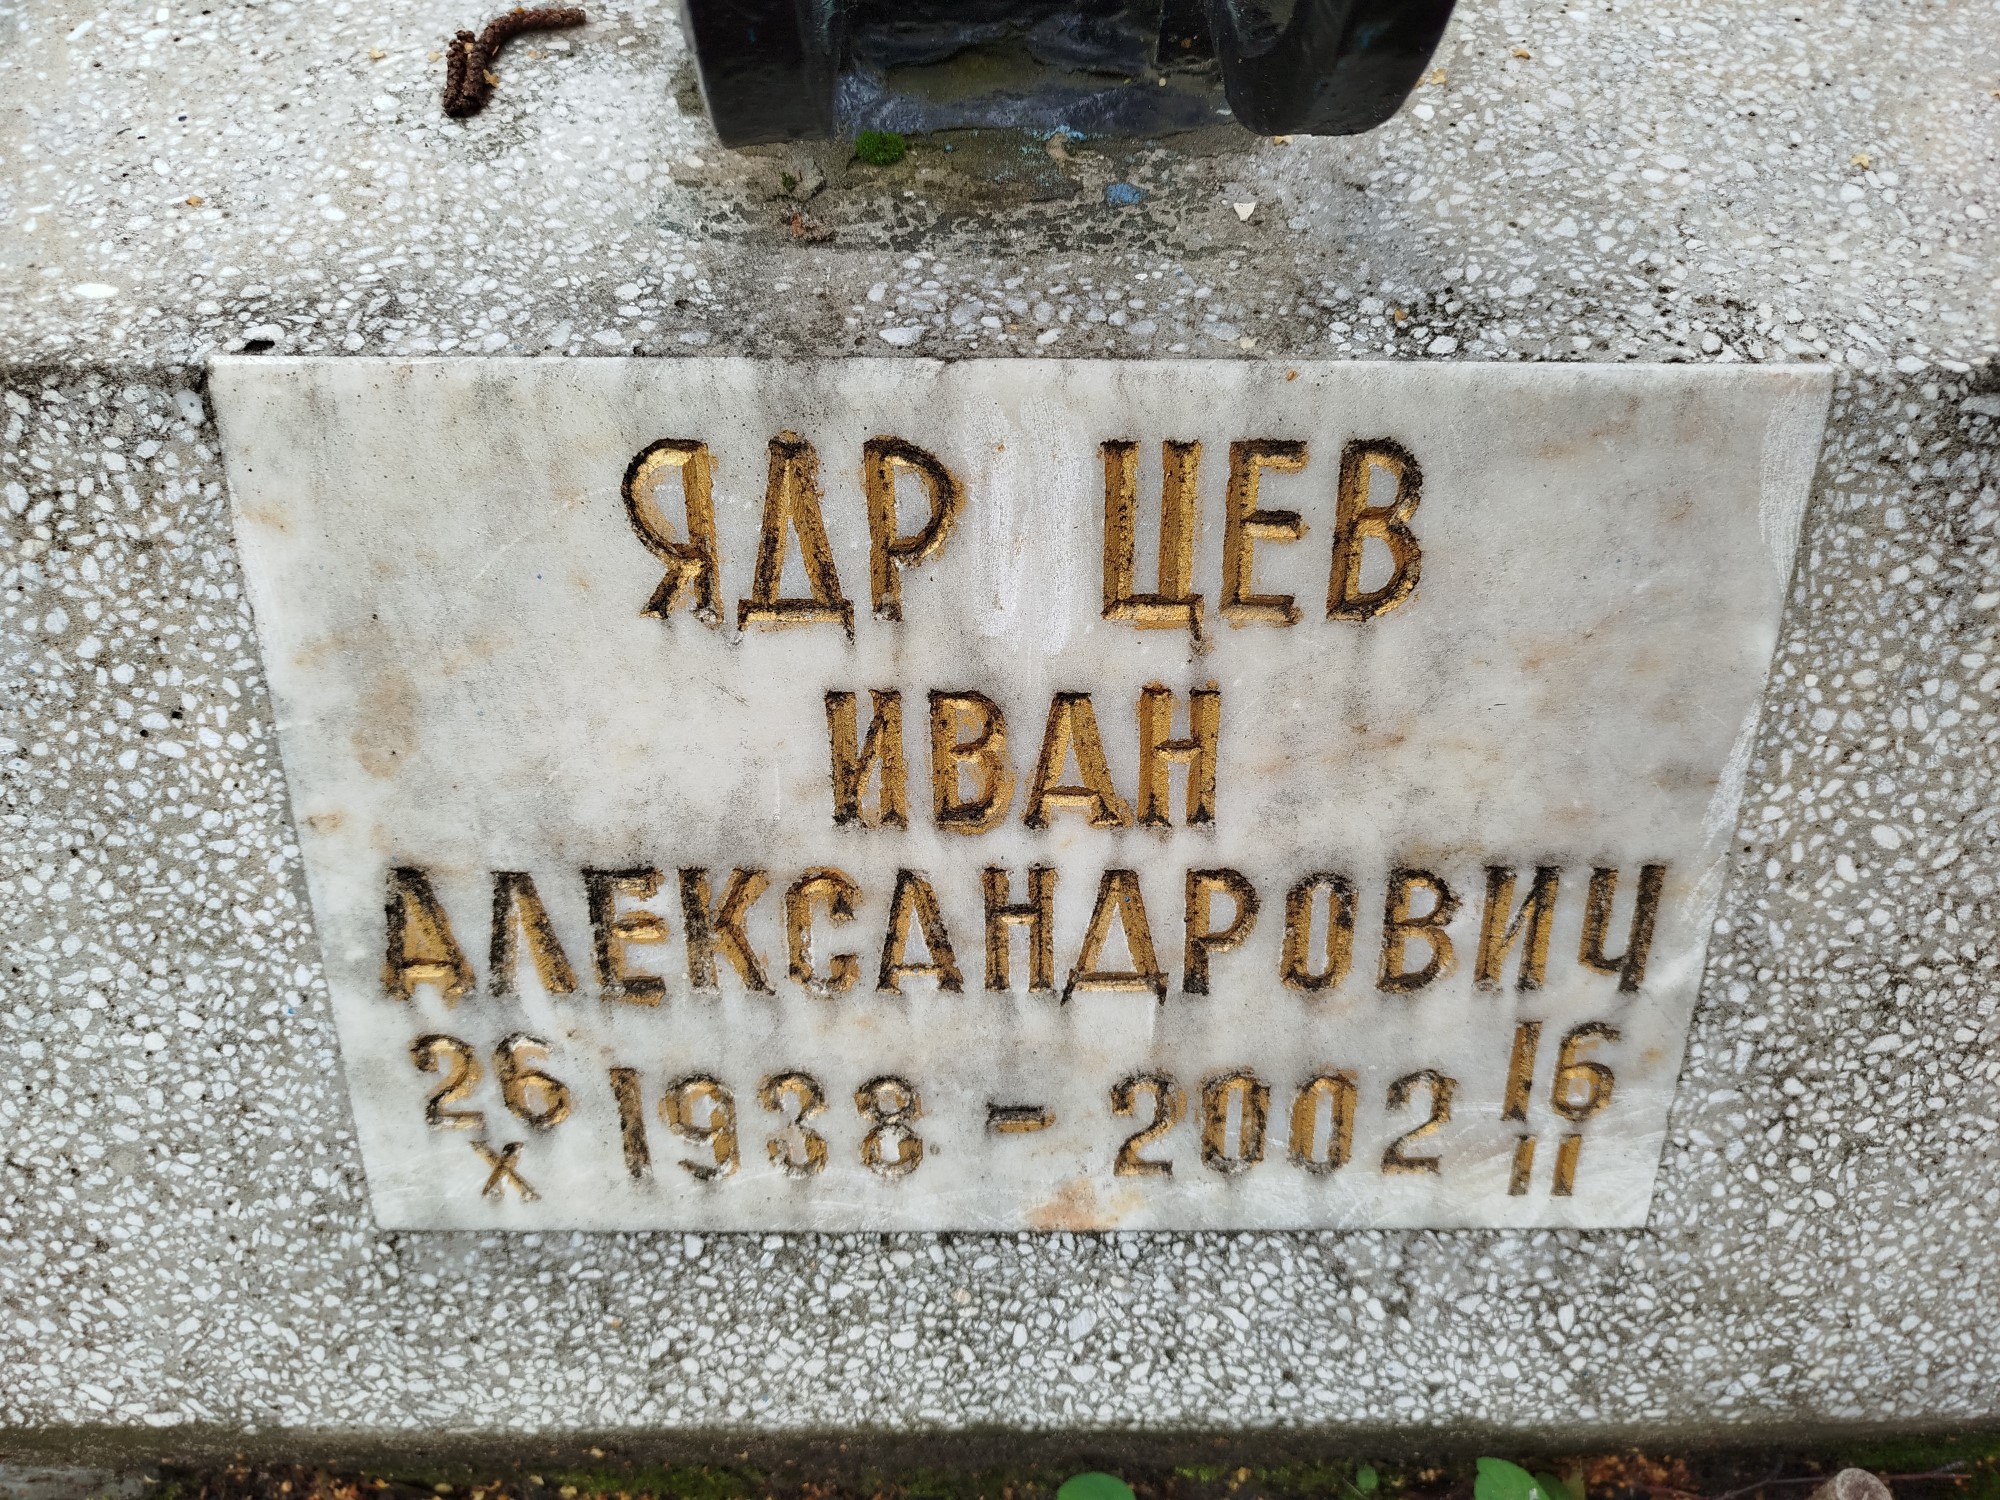 ЯДР ЦЕВ
ИВАН
АЛЕКСАНДРОВИЧ
26 X 1938 - 2002 16 II